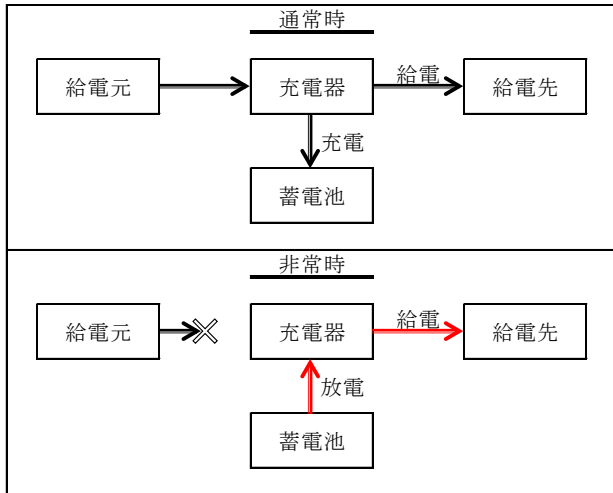 通常時
給電元
充電器
給電
給電先
充電
蓄電池
非常時
給電元
充電器
給電
給電先
放電
蓄電池